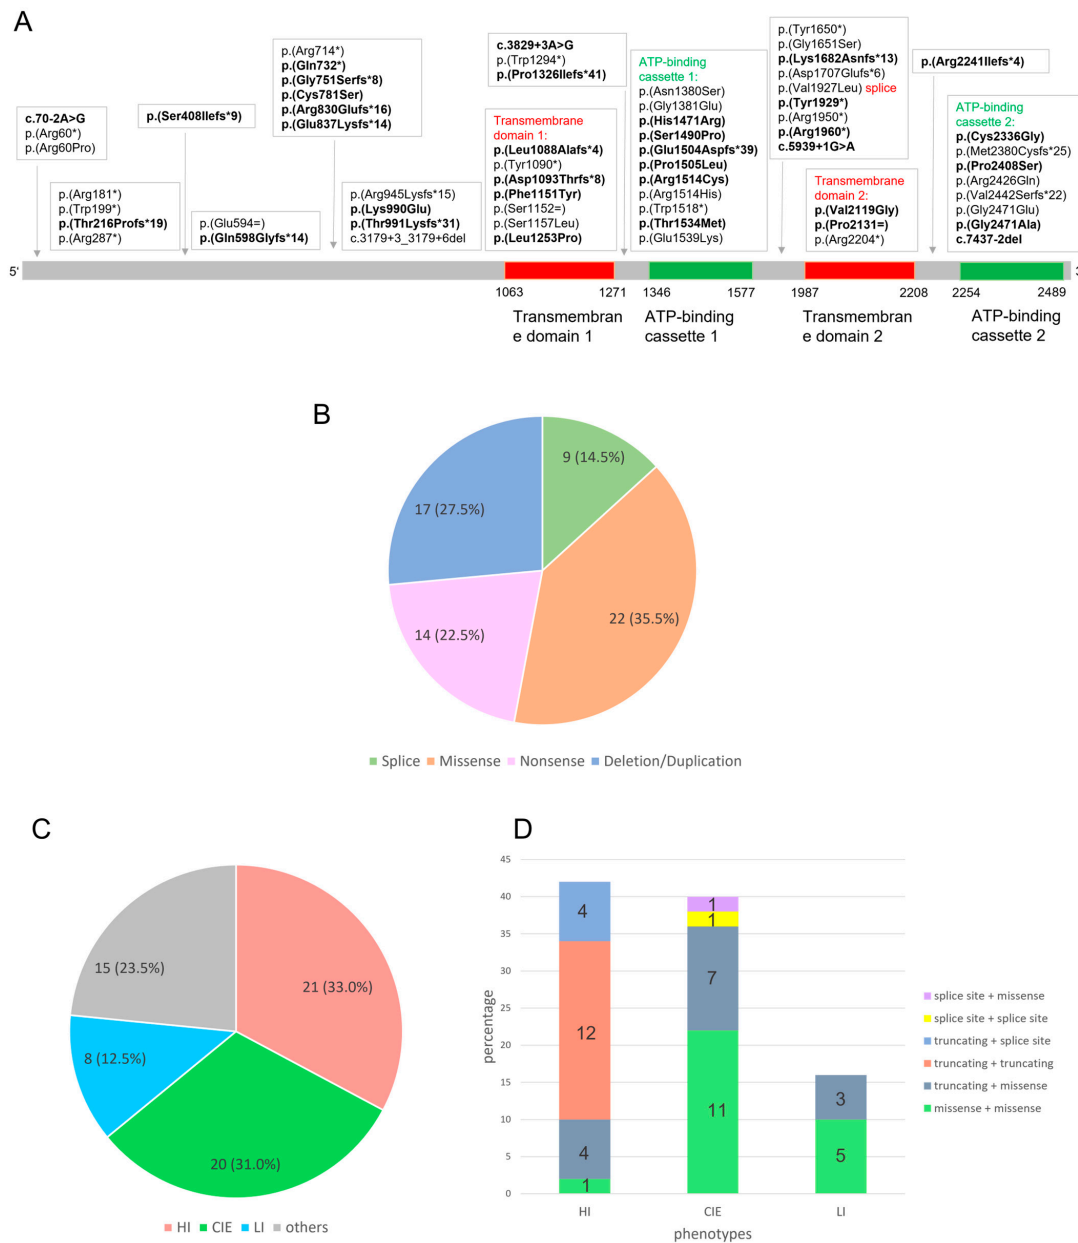 A
c.70-2A>G
p.(Arg60*)
p.(Arg60Pro)
p.(Arg181*)
p.(Trp199*)
p.(Thr216Profs*19)
p.(Arg287*)
p.(Ser408Ilefs*9)
p.(Glu594=)
p.(Gln598Glyfs*14)
p.(Arg714*)
p.(Gln732*)
p.(Gly751Serfs*8)
p.(Cys781Ser)
p.(Arg830Glufs*16)
p.(Glu837Lysfs*14)
p.(Arg945Lysfs*15)
p.(Lys990Glu)
p.(Thr991Lysfs*31)
c.3179+3_3179+6del
c.3829+3A>G
p.(Trp1294*)
p.(Pro1326Ilefs*41)
Transmembrane
domain 1:
p.(Leu1088Alafs*4)
p.(Tyr1090*)
p.(Asp1093Thrfs*8)
p.(Phe1151Tyr)
p.(Ser1152=)
p.(Ser1157Leu)
p.(Leu1253Pro)
ATP-binding
cassette 1:
p.(Asn1380Ser)
p.(Gly1381Glu)
p.(His1471Arg)
p.(Ser1490Pro)
p.(Glu1504Aspfs*39)
p.(Pro1505Leu)
p.(Arg1514Cys)
p.(Arg1514His)
p.(Trp1518*)
p.(Thr1534Met)
p.(Glu1539Lys)
p.(Tyr1650*)
p.(Gly1651Ser)
p.(Lys1682Asnfs*13)
p.(Asp1707Glufs*6)
p.(Val1927Leu) splice
p.(Tyr1929*)
p.(Arg1950*)
p.(Arg1960*)
c.5939+1G>A
Transmembrane
domain 2:
p.(Val2119Gly)
p.(Pro2131=)
p.(Arg2204*)
p.(Arg2241Ilefs*4)
ATP-binding
cassette 2:
p.(Cys2336Gly)
p.(Met2380Cysfs*25)
p.(Pro2408Ser)
p.(Arg2426Gln)
p.(Val2442Serfs*22)
p.(Gly2471Glu)
p.(Gly2471Ala)
c.7437-2del
5' 3
1063 1271 1346 1577 1987 2208 2254 2489
Transmembran
e domain 1
ATP-binding
cassette 1
Transmembran
e domain 2
ATP-binding
cassette 2
B
9 (14.5%)
17 (27.5%)
22 (35.5%)
14 (22.5%)
Splice Missense Nonsense Deletion/Duplication
C
15 (23.5%)
21 (33.0%)
8 (12.5%)
20 (31.0%)
HI CIE LI others
D
percentage
45
40
35
30
25
20
15
10
5
0
4
12
4
1
1
1
7
11
3
5
HI CIE LI
phenotypes
splice site + missense
splice site + splice site
truncating + splice site
truncating + truncating
truncating + missense
missense + missense